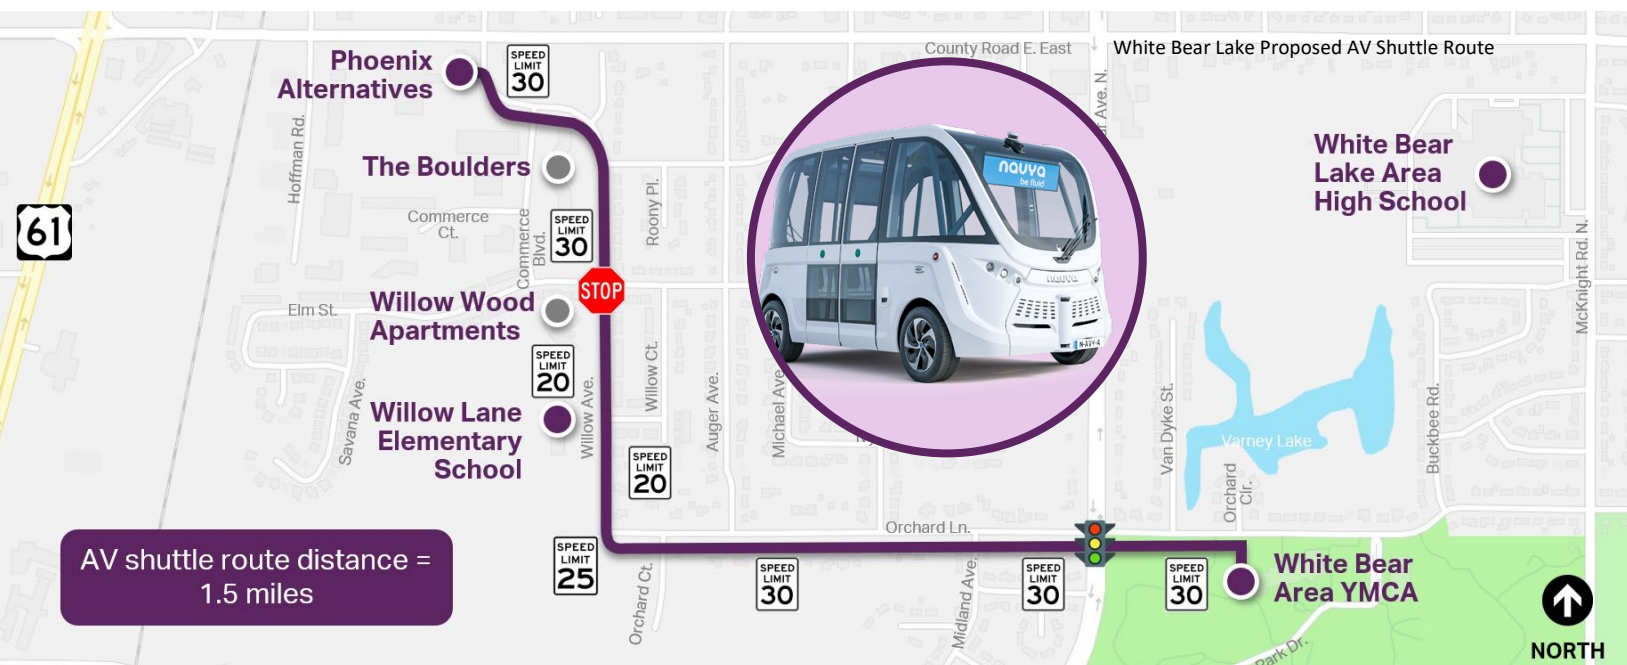 County Road E. East
White Bear Lake Proposed AV Shuttle Route
Phoenix
Alternatives
SPEED
LIMIT
30
Hoffman Rd.
The Boulders
White Bear
Lake Area
High School
navya
be fluid
Commerce
Ct.
Commerce
Blvd.
SPEED
LIMIT
30
Roony Pl.
61
McKnight Rd. N.
STOP
Elm St.
Willow Wood
Apartments
navya
N-AVY-A
SPEED
LIMIT
20
Willow Ct.
Savana Ave.
Willow Ave.
Auger Ave.
Michael Ave
Van Dyke St.
Buckbee Rd.
Willow Lane
Elementary
School
Varney Lake
SPEED
LIMIT
20
Orchard
Cir.
Orchard Ln.
AV shuttle route distance =
1.5 miles
SPEED
LIMIT
25
Orchard Ct.
SPEED
LIMIT
30
Midland Ave.
SPEED
LIMIT
30
SPEED
LIMIT
30
White Bear
Area YMCA
Park Dr.
NORTH